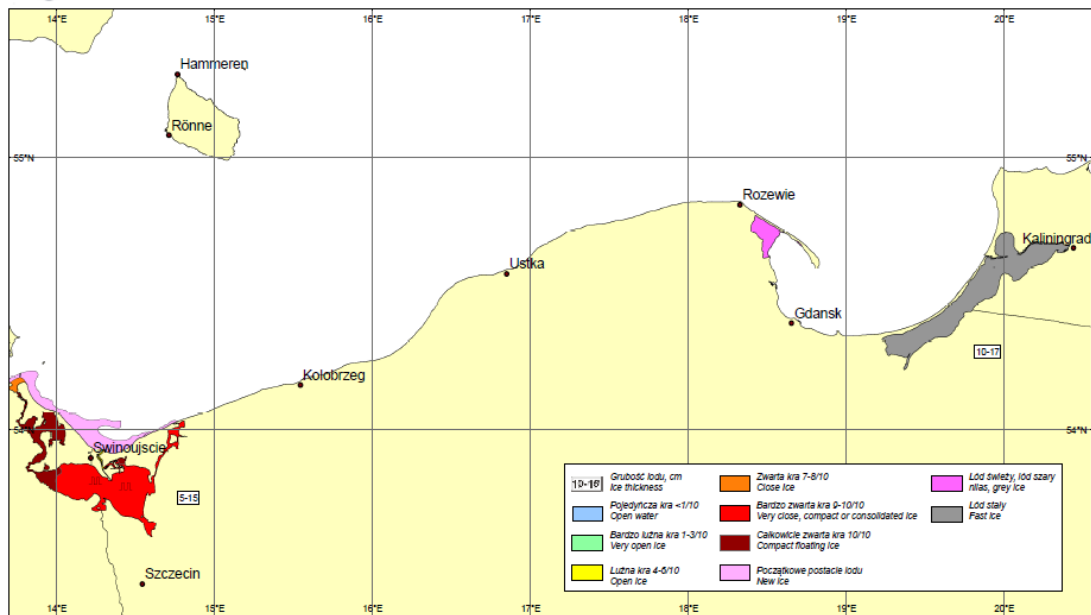 14°E 15°E 16°E 17°E 18°E 19°E 20°E
Hammeren
Rönne
55°N 55°N
Rozewie
Kaliningrad
Ustka
Gdansk
10-17
Kołobrzeg
54°N 54°N
Swinoujscie
5-15
Szczecin
Grubość lodu, cm
Ice thickness
Pojedyńcza kra <1/10
Open water
Bardzo luźna kra 1-3/10
Very open ice
Luźna kra 4-6/10
Open ice
Zwarta kra 7-8/10
Close ice
Bardzo zwarta kra 9-10/10
Very close, compact or consolidated ice
Całkowicie zwarta kra 10/10
Compact floating ice
Początkowe postacie lodu
New ice
Lód świeży, lód szary
nilas, grey ice
Lód stały
Fast ice
14°E 15°E 16°E 17°E 18°E 19°E 20°E